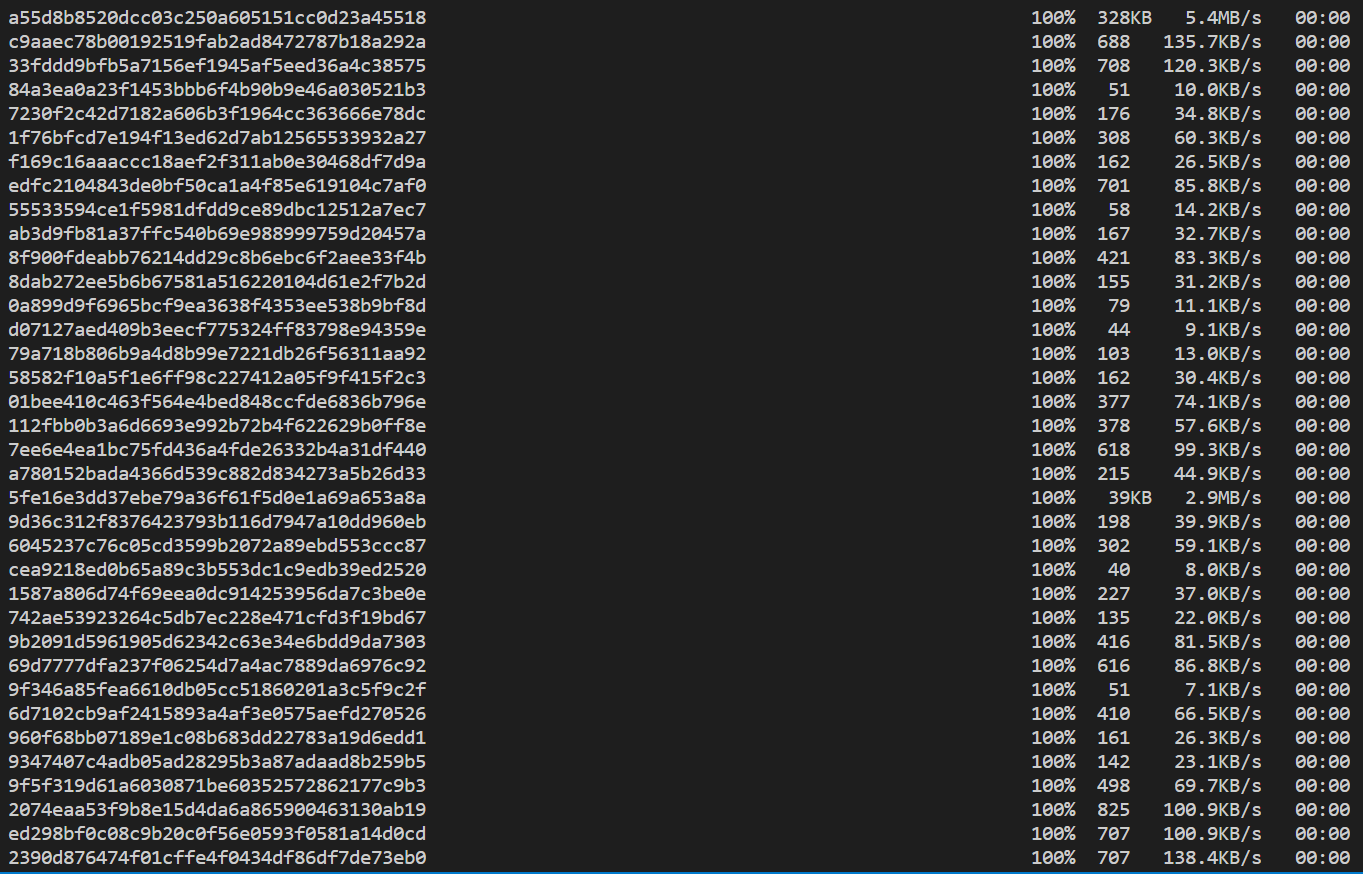 a55d8b8520dcc03c250a605151cc0d23a45518 100% 328KB 5.4MB/s 00:00
c9aaec78b00192519fab2ad8472787b18a292a 100% 688 135.7KB/s 00:00
33fddd9bfb5a7156ef1945af5eed36a4c38575 100% 708 120.3KB/s 00:00
84a3ea0a23f1453bbb6f4b90b9e46a030521b3 100% 51 10.0KB/s 00:00
7230f2c42d7182a606b3f1964cc363666e78dc 100% 176 34.8KB/s 00:00
1f76bfcd7e194f13ed62d7ab12565533932a27 100% 308 60.3KB/s 00:00
f169c16aaaccc18aef2f311ab0e30468df7d9a 100% 162 26.5KB/s 00:00
edfc2104843de0bf50ca1a4f85e619104c7af0 100% 701 85.8KB/s 00:00
55533594ce1f5981dfdd9ce89dbc12512a7ec7 100% 58 14.2KB/s 00:00
ab3d9fb81a37ffc540b69e988999759d20457a 100% 167 32.7KB/s 00:00
8f900fdeabb76214dd29c8b6ebc6f2aee33f4b 100% 421 83.3KB/s 00:00
8dab272ee5b6b67581a516220104d61e2f7b2d 100% 155 31.2KB/s 00:00
0a899d9f6965bcf9ea3638f4353ee538b9bf8d 100% 79 11.1KB/s 00:00
d07127aed409b3eecf775324ff83798e94359e 100% 44 9.1KB/s 00:00
79a718b806b9a4d8b99e7221db26f56311aa92 100% 103 13.0KB/s 00:00
58582f10a5f1e6ff98c227412a05f9f415f2c3 100% 162 30.4KB/s 00:00
01bee410c463f564e4bed848ccfde6836b796e 100% 377 74.1KB/s 00:00
112fbb0b3a6d6693e992b72b4f622629b0ff8e 100% 378 57.6KB/s 00:00
7ee6e4ea1bc75fd436a4fde26332b4a31df440 100% 618 99.3KB/s 00:00
a780152bada4366d539c882d834273a5b26d33 100% 215 44.9KB/s 00:00
5fe16e3dd37ebe79a36f61f5d0e1a69a653a8a 100% 39KB 2.9MB/s 00:00
9d36c312f8376423793b116d7947a10dd960eb 100% 198 39.9KB/s 00:00
6045237c76c05cd3599b2072a89ebd553ccc87 100% 302 59.1KB/s 00:00
cea9218ed0b65a89c3b553dc1c9edb39ed2520 100% 40 8.0KB/s 00:00
1587a806d74f69eea0dc914253956da7c3be0e 100% 227 37.0KB/s 00:00
742ae53923264c5db7ec228e471cfd3f19bd67 100% 135 22.0KB/s 00:00
9b2091d5961905d62342c63e34e6bdd9da7303 100% 416 81.5KB/s 00:00
69d7777dfa237f06254d7a4ac7889da6976c92 100% 616 86.8KB/s 00:00
9f346a85fea6610db05cc51860201a3c5f9c2f 100% 51 7.1KB/s 00:00
6d7102cb9af2415893a4af3e0575aefd270526 100% 410 66.5KB/s 00:00
960f68bb07189e1c08b683dd22783a19d6edd1 100% 161 26.3KB/s 00:00
9347407c4adb05ad28295b3a87adaad8b259b5 100% 142 23.1KB/s 00:00
9f5f319d61a6030871be60352572862177c9b3 100% 498 69.7KB/s 00:00
2074eaa53f9b8e15d4da6a865900463130ab19 100% 825 100.9KB/s 00:00
ed298bf0c08c9b20c0f56e0593f0581a14d0cd 100% 707 100.9KB/s 00:00
2390d876474f01cffe4f0434df86df7de73eb0 100% 707 138.4KB/s 00:00